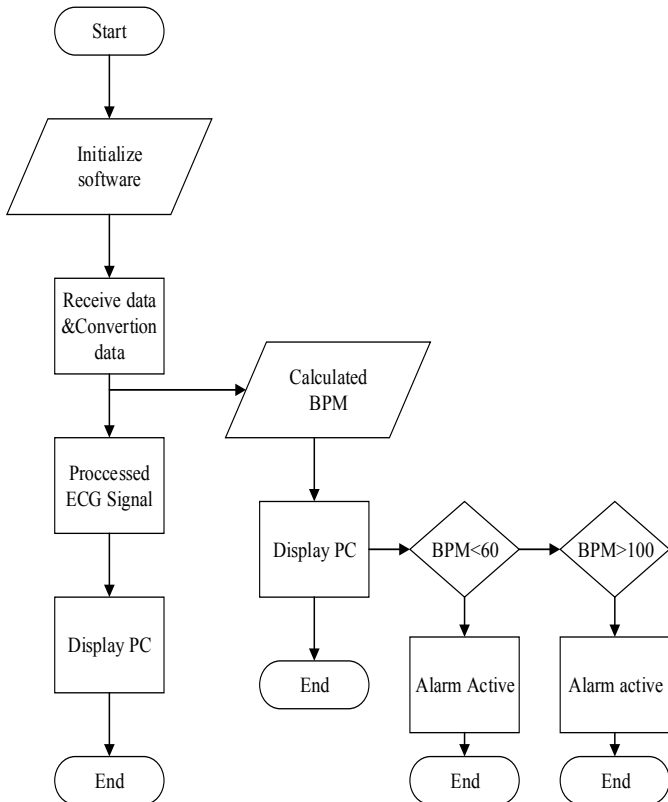 Start
Initialize
software
Receive data
&Convertion
data
Calculated
BPM
Proccessed
ECG Signal
Display PC
BPM<60
BPM>100
Display PC
Alarm Active
Alarm active
End
End
End
End